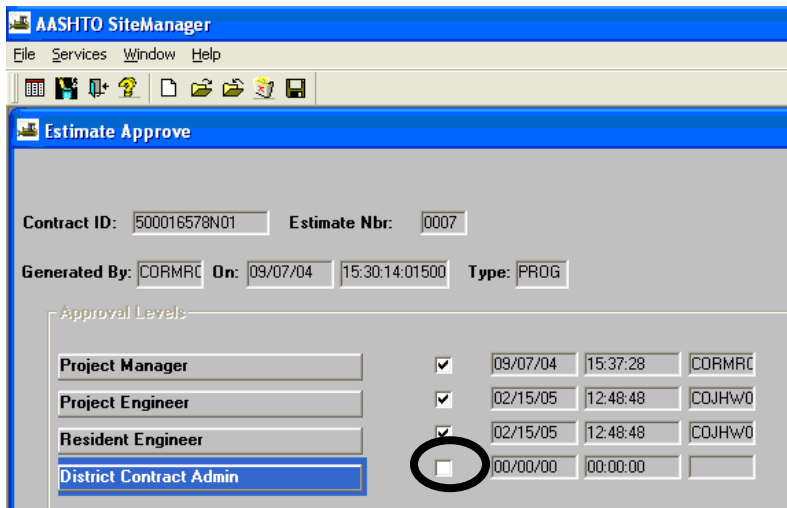 AASHTO SiteManager
File Services Window Help
Estimate Approve
Contract ID: 500016578N01 Estimate Nbr: 0007
Generated By: CORMRC On: 09/07/04 15:30:14:01500 Type: PROG
Approval Levels
Project Manager 09/07/04 15:37:28 CORMRC
Project Engineer 02/15/05 12:48:48 COJHW0
Resident Engineer 02/15/05 12:48:48 COJHW0
District Contract Admin 00/00/00 00:00:00